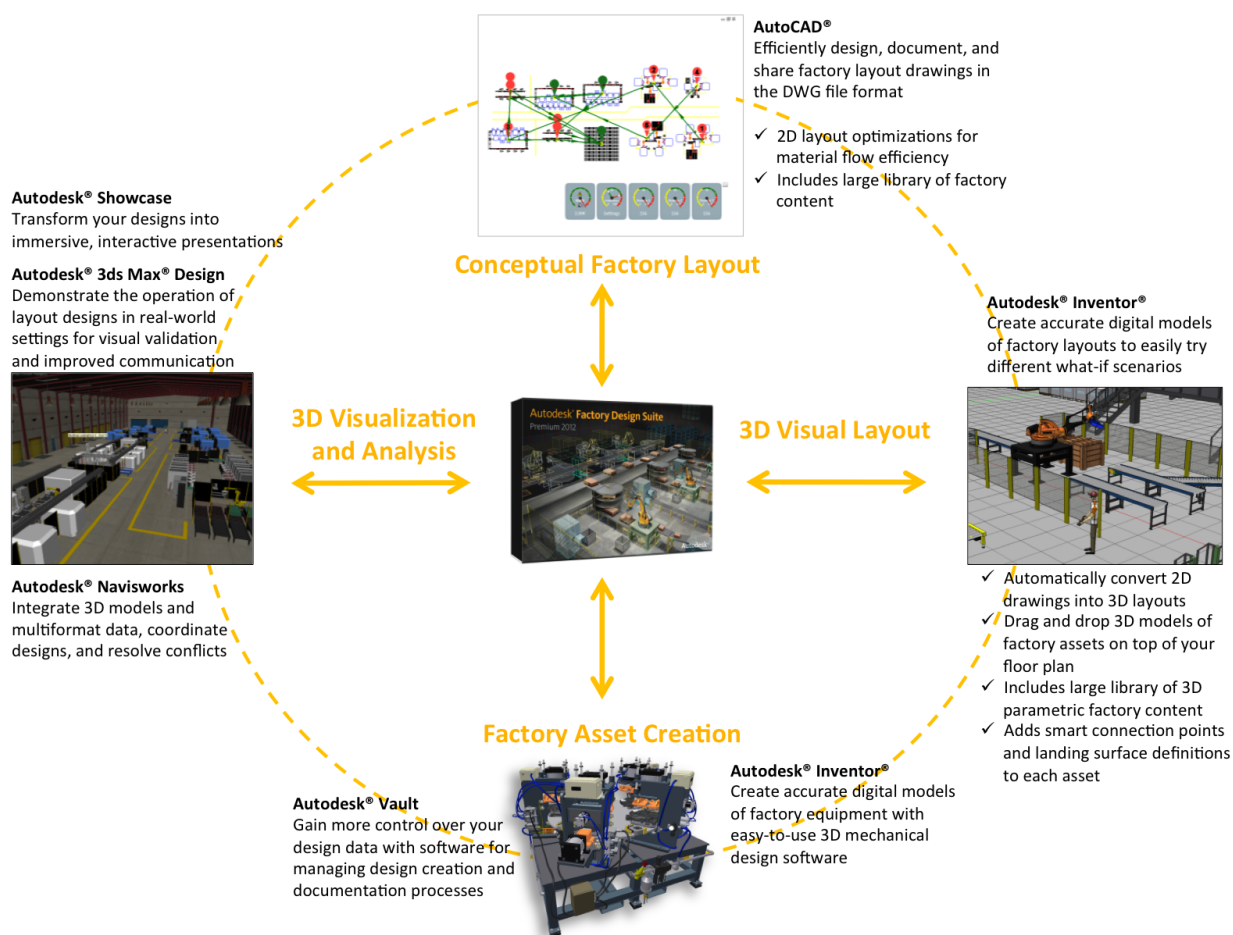 AutoCAD®
Efficiently design, document, and
share factory layout drawings in
the DWG file format
✓ 2D layout optimizations for
material flow efficiency
✓ Includes large library of factory
content
Conceptual Factory Layout
Autodesk® Showcase
Transform your designs into
immersive, interactive presentations
Autodesk® 3ds Max® Design
Demonstrate the operation of
layout designs in real-world
settings for visual validation
and improved communication
3D Visualization
and Analysis
Autodesk® Navisworks
Integrate 3D models and
multiformat data, coordinate
designs, and resolve conflicts
Autodesk® Factory Design Suite
Premium 2012
Autodesk
3D Visual Layout
Autodesk® Inventor®
Create accurate digital models
of factory layouts to easily try
different what-if scenarios
✓ Automatically convert 2D
drawings into 3D layouts
✓ Drag and drop 3D models of
factory assets on top of your
floor plan
✓ Includes large library of 3D
parametric factory content
✓ Adds smart connection points
and landing surface definitions
to each asset
Factory Asset Creation
Autodesk® Vault
Gain more control over your
design data with software for
managing design creation and
documentation processes
Autodesk® Inventor®
Create accurate digital models
of factory equipment with
easy-to-use 3D mechanical
design software